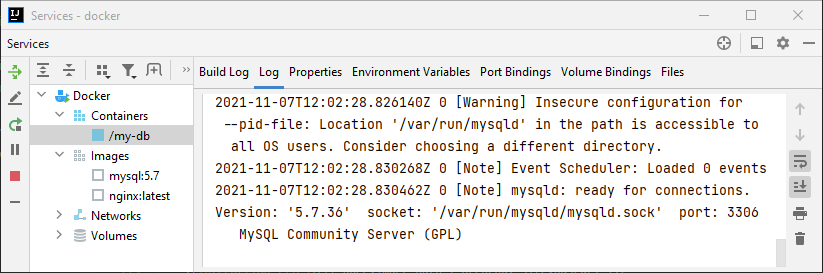 Services - docker
Services
Build Log Log Properties Environment Variables Port Bindings Volume Bindings Files
Docker
Containers
/my-db
Images
mysql:5.7
nginx:latest
Networks
Volumes
2021-11-07T12:02:28.826140Z 0 [Warning] Insecure configuration for
--pid-file: Location '/var/run/mysqld' in the path is accessible to
all OS users. Consider choosing a different directory.
2021-11-07T12:02:28.830268Z 0 [Note] Event Scheduler: Loaded 0 events
2021-11-07T12:02:28.830462Z 0 [Note] mysqld: ready for connections.
Version: '5.7.36'  socket: '/var/run/mysqld/mysqld.sock'  port: 3306
MySQL Community Server (GPL)